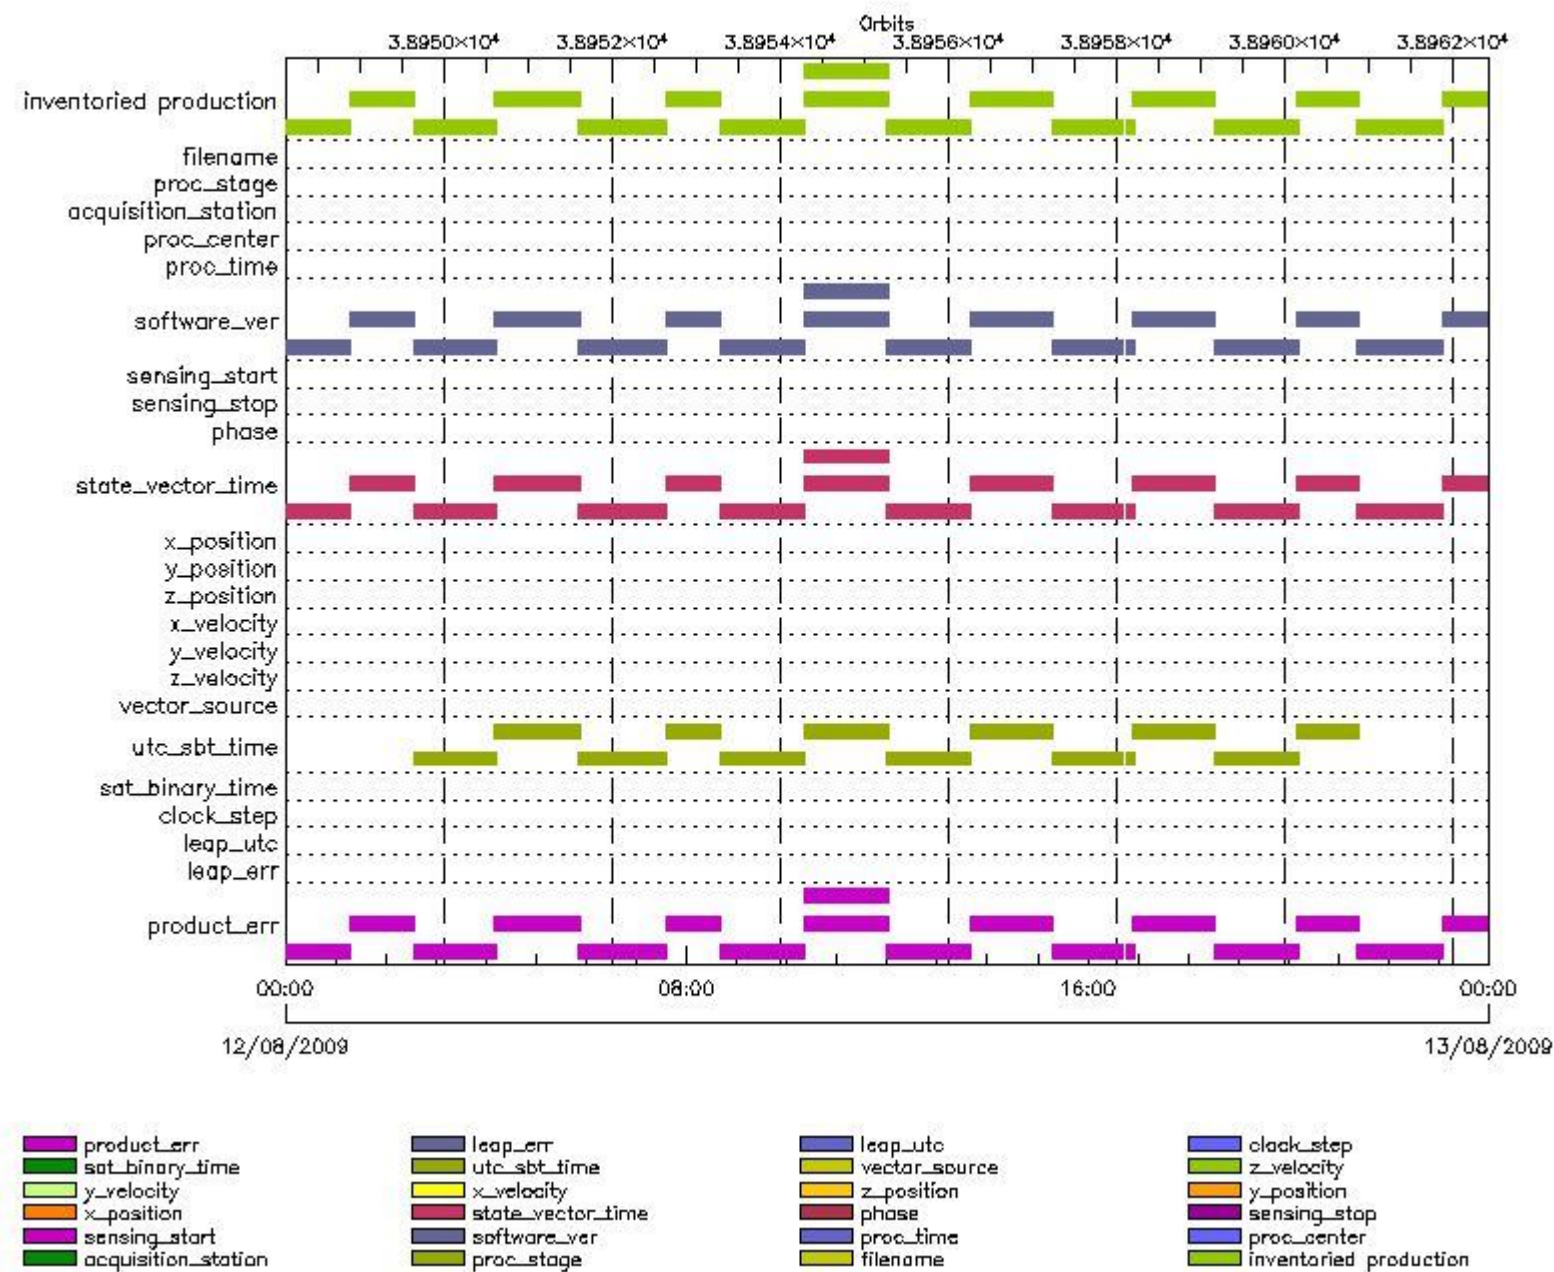 Orbits
3.8950×10⁴ 3.8952×10⁴ 3.8954×10⁴ 3.8956×10⁴ 3.8958×10⁴ 3.8960×10⁴ 3.8962×10⁴
inventoried production
filename
proc_stage
acquisition_station
proc_center
proc_time
software_ver
sensing_start
sensing_stop
phase
state_vector_time
x_position
y_position
z_position
x_velocity
y_velocity
z_velocity
vector_source
utc_sbt_time
sat_binary_time
clock_step
leap_utc
leap_err
product_err
00:00 08:00 16:00 00:00
12/08/2009 13/08/2009
product_err leap_err leap_utc clock_step
sat_binary_time utc_sbt_time vector_source z_velocity
y_velocity x_velocity z_position y_position
x_position state_vector_time phase sensing_stop
sensing_start software_ver proc_time proc_center
acquisition_station proc_stage filename inventoried production